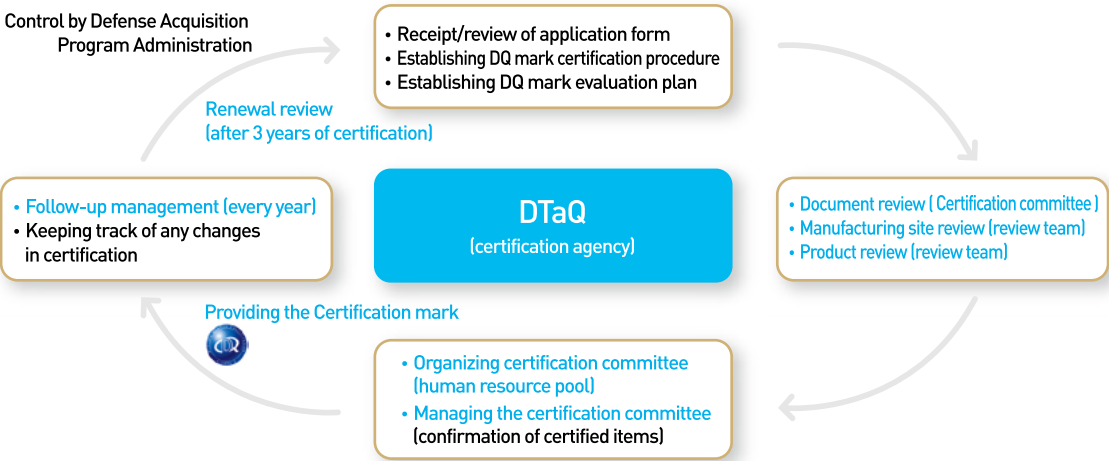 Control by Defense Acquisition
Program Administration
• Receipt/review of application form
• Establishing DQ mark certification procedure
• Establishing DQ mark evaluation plan
Renewal review
(after 3 years of certification)
• Follow-up management (every year)
• Keeping track of any changes
in certification
DTaQ
(certification agency)
• Document review ( Certification committee )
• Manufacturing site review (review team)
• Product review (review team)
Providing the Certification mark
DQ
• Organizing certification committee
(human resource pool)
• Managing the certification committee
(confirmation of certified items)